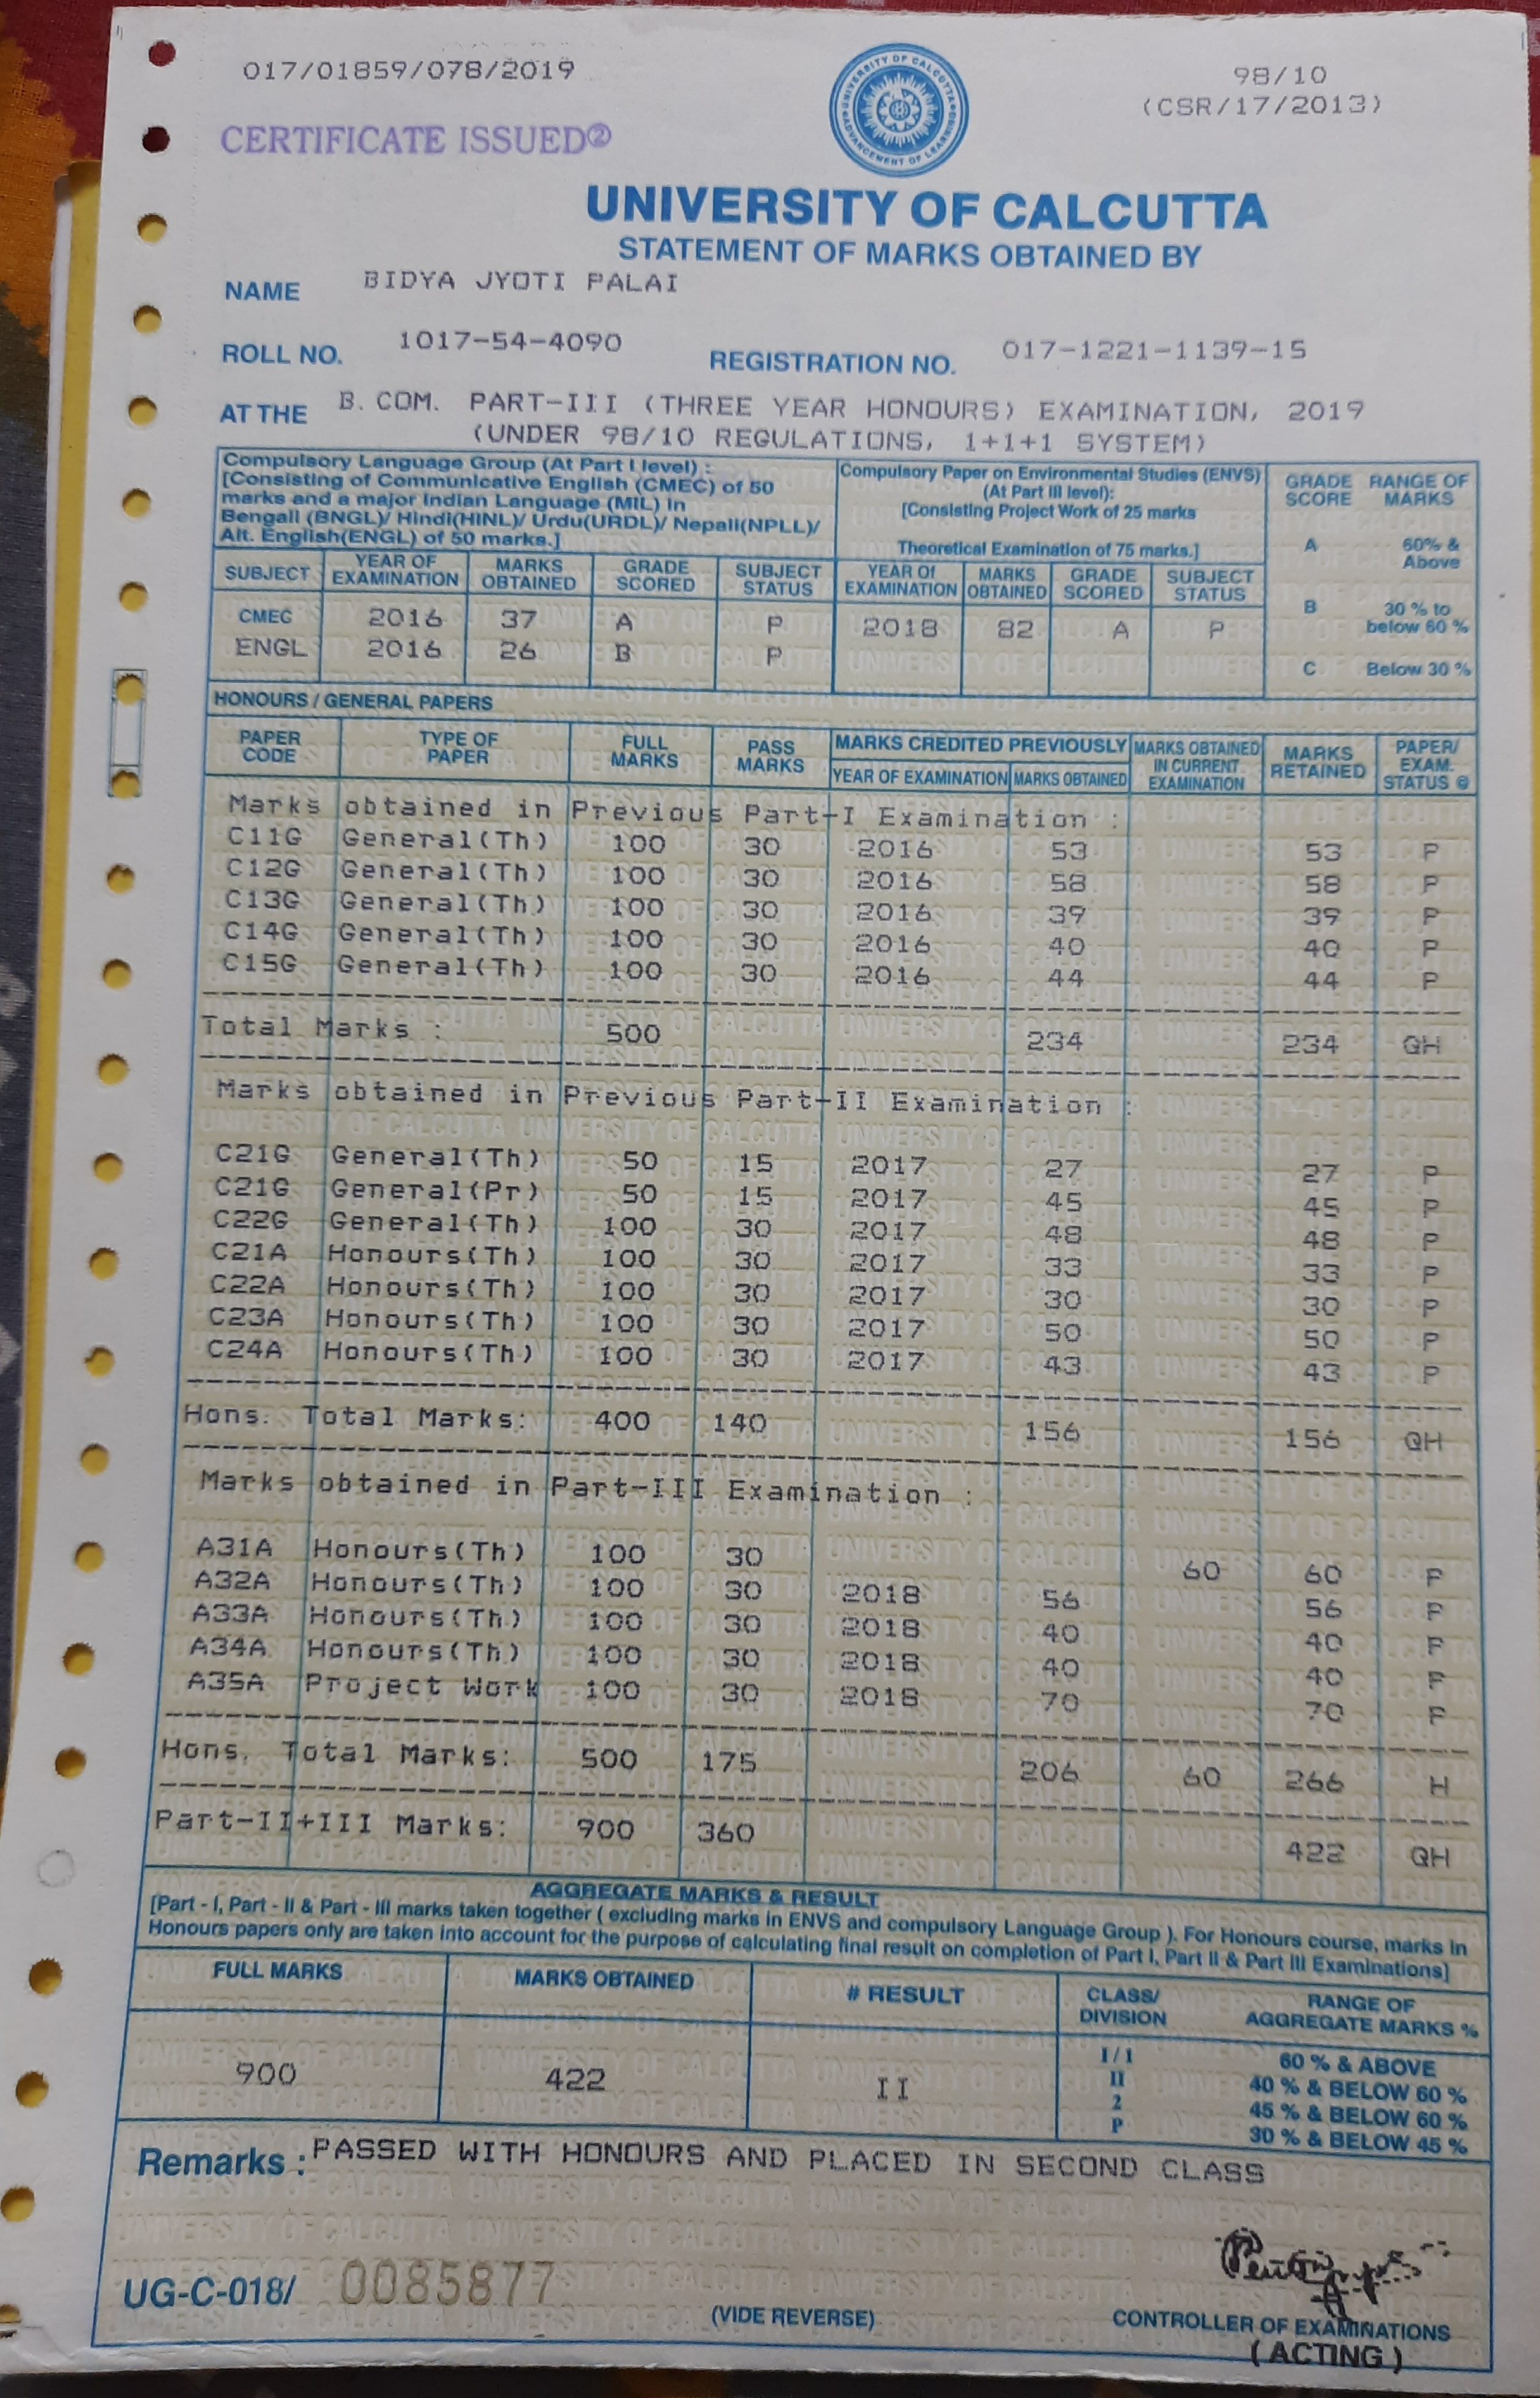 017/01859/078/2019
98/10
(CSR/17/2013)
CERTIFICATE ISSUED②
UNIVERSITY OF CALCUTTA
ADVANCEMENT OF LEARNING
UNIVERSITY OF CALCUTTA
STATEMENT OF MARKS OBTAINED BY
NAME BIDYA JYOTI PALAI
ROLL NO. 1017-54-4090 REGISTRATION NO. 017-1221-1139-15
AT THE B. COM. PART-III (THREE YEAR HONOURS) EXAMINATION, 2019
(UNDER 98/10 REGULATIONS, 1+1+1 SYSTEM)
Compulsory Language Group (At Part I level) :
[Consisting of Communicative English (CMEC) of 50
marks and a major Indian Language (MIL) in
Bengali (BNGL)/ Hindi(HINL)/ Urdu(URDL)/ Nepali(NPLL)/
Alt. English(ENGL) of 50 marks.]
Compulsory Paper on Environmental Studies (ENVS)
(At Part III level):
[Consisting Project Work of 25 marks
Theoretical Examination of 75 marks.]
GRADE SCORE RANGE OF MARKS
A 60% & Above
B 30 % to below 60 %
C Below 30 %
SUBJECT YEAR OF EXAMINATION MARKS OBTAINED GRADE SCORED SUBJECT STATUS YEAR OF EXAMINATION MARKS OBTAINED GRADE SCORED SUBJECT STATUS
CMEC 2016 37 A P 2018 82 A P
ENGL 2016 26 B P
HONOURS / GENERAL PAPERS
PAPER CODE TYPE OF PAPER FULL MARKS PASS MARKS MARKS CREDITED PREVIOUSLY MARKS OBTAINED IN CURRENT EXAMINATION MARKS RETAINED PAPER/ EXAM. STATUS @
YEAR OF EXAMINATION MARKS OBTAINED
Marks obtained in Previous Part-I Examination :
C11G General(Th) 100 30 2016 53 53 P
C12G General(Th) 100 30 2016 58 58 P
C13G General(Th) 100 30 2016 39 39 P
C14G General(Th) 100 30 2016 40 40 P
C15G General(Th) 100 30 2016 44 44 P
Total Marks : 500 234 234 QH
Marks obtained in Previous Part-II Examination :
C21G General(Th) 50 15 2017 27 27 P
C21G General(Pr) 50 15 2017 45 45 P
C22G General(Th) 100 30 2017 48 48 P
C21A Honours(Th) 100 30 2017 33 33 P
C22A Honours(Th) 100 30 2017 30 30 P
C23A Honours(Th) 100 30 2017 50 50 P
C24A Honours(Th) 100 30 2017 43 43 P
Hons. Total Marks: 400 140 156 156 QH
Marks obtained in Part-III Examination :
A31A Honours(Th) 100 30 60 60 P
A32A Honours(Th) 100 30 2018 56 56 P
A33A Honours(Th) 100 30 2018 40 40 P
A34A Honours(Th) 100 30 2018 40 40 P
A35A Project Work 100 30 2018 70 70 P
Hons. Total Marks: 500 175 206 60 266 H
Part-II+III Marks: 900 360 422 QH
AGGREGATE MARKS & RESULT
[Part - I, Part - II & Part - III marks taken together ( excluding marks in ENVS and compulsory Language Group ). For Honours course, marks in
Honours papers only are taken into account for the purpose of calculating final result on completion of Part I, Part II & Part III Examinations]
FULL MARKS MARKS OBTAINED # RESULT CLASS/ DIVISION RANGE OF AGGREGATE MARKS %
900 422 II
I / 1 60 % & ABOVE
II 40 % & BELOW 60 %
2 45 % & BELOW 60 %
P 30 % & BELOW 45 %
Remarks : PASSED WITH HONOURS AND PLACED IN SECOND CLASS
UG-C-018/ 0085877
(VIDE REVERSE)
CONTROLLER OF EXAMINATIONS
(ACTING)